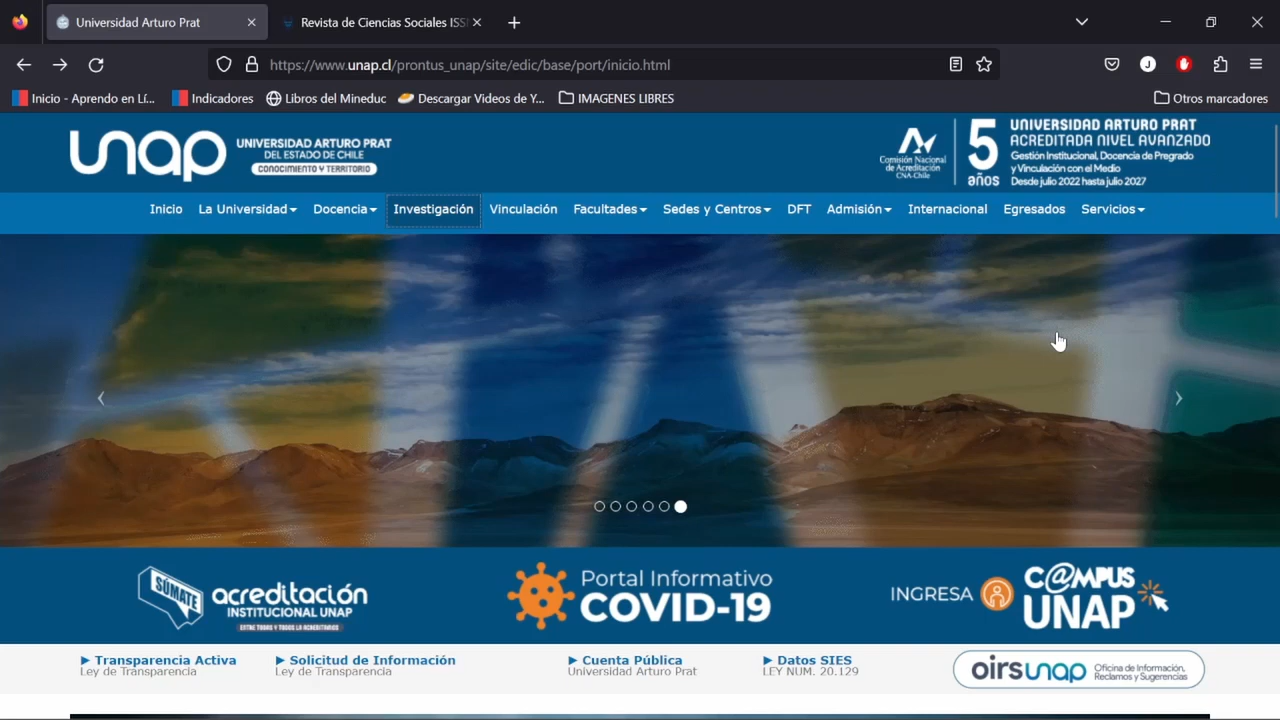 Universidad Arturo Prat
Revista de Ciencias Sociales ISS
https://www.unap.cl/prontus_unap/site/edic/base/port/inicio.html
J
Inicio - Aprendo en Lí...
Indicadores
Libros del Mineduc
Descargar Videos de Y...
IMAGENES LIBRES
Otros marcadores
unap
UNIVERSIDAD ARTURO PRAT
DEL ESTADO DE CHILE
CONOCIMIENTO Y TERRITORIO
Comisión Nacional
de Acreditación
CNA-Chile
5
años
UNIVERSIDAD ARTURO PRAT
ACREDITADA NIVEL AVANZADO
Gestión Institucional, Docencia de Pregrado
y Vinculación con el Medio
Desde julio 2022 hasta julio 2027
Inicio La Universidad Docencia Investigación Vinculación Facultades Sedes y Centros DFT Admisión Internacional Egresados Servicios
SÚMATE
acreditación
INSTITUCIONAL UNAP
ENTRE TODAS Y TODOS LA ACREDITAMOS
Portal Informativo
COVID-19
INGRESA
C@MPUS
UNAP
Transparencia Activa
Ley de Transparencia
Solicitud de Información
Ley de Transparencia
Cuenta Pública
Universidad Arturo Prat
Datos SIES
LEY NUM. 20.129
oirsunap
Oficina de Información,
Reclamos y Sugerencias